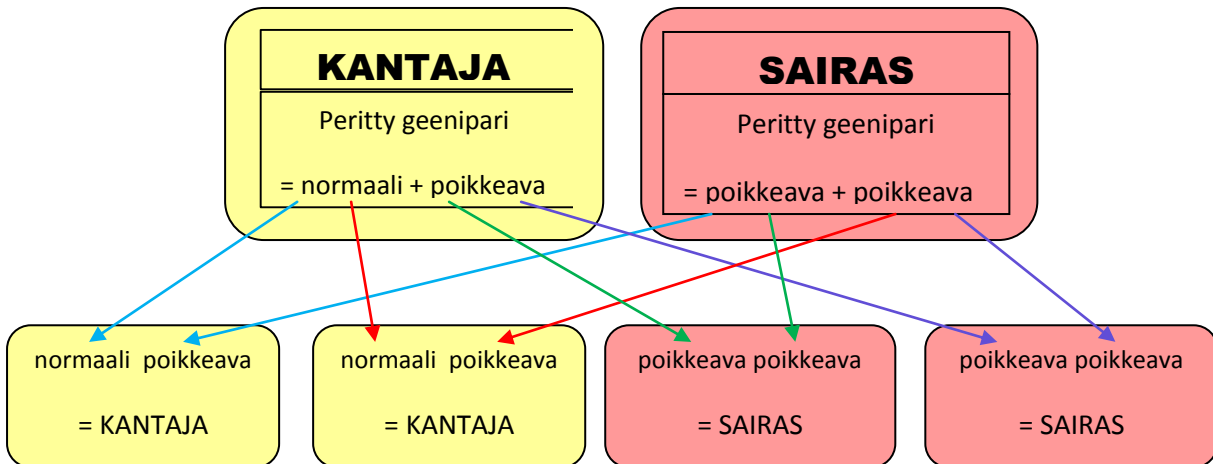 KANTAJA
Peritty geenipari
= normaali + poikkeava
SAIRAS
Peritty geenipari
= poikkeava + poikkeava
normaali poikkeava
= KANTAJA
normaali poikkeava
= KANTAJA
poikkeava poikkeava
= SAIRAS
poikkeava poikkeava
= SAIRAS